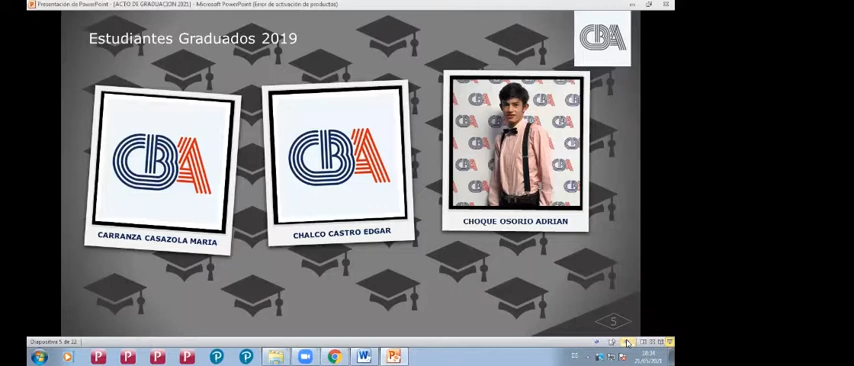 Presentación de PowerPoint - (ACTO DE GRADUACION 2021) - Microsoft PowerPoint (Error de activación de productos)
Estudiantes Graduados 2019
CBA
CBA
CBA
CARRANZA CASAZOLA MARIA
CHALCO CASTRO EDGAR
CHOQUE OSORIO ADRIAN
5
Diapositiva 5 de 22
ES